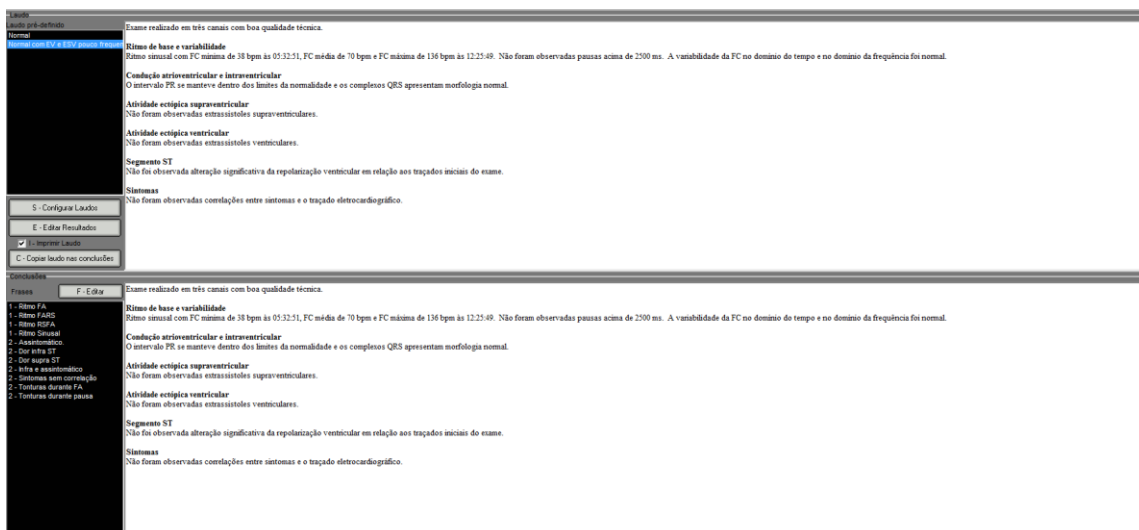 Laudo
Laudo pré-definido
Normal
Normal com EV e ESV pouco frequen
S - Configurar Laudos
E - Editar Resultados
I - Imprimir Laudo
C - Copiar laudo nas conclusões
Exame realizado em três canais com boa qualidade técnica.
Ritmo de base e variabilidade
Ritmo sinusal com FC mínima de 38 bpm às 05:32:51, FC média de 70 bpm e FC máxima de 136 bpm às 12:25:49. Não foram observadas pausas acima de 2500 ms. A variabilidade da FC no domínio do tempo e no domínio da frequência foi normal.
Condução atrioventricular e intraventricular
O intervalo PR se manteve dentro dos limites da normalidade e os complexos QRS apresentam morfologia normal.
Atividade ectópica supraventricular
Não foram observadas extrassístoles supraventriculares.
Atividade ectópica ventricular
Não foram observadas extrassístoles ventriculares.
Segmento ST
Não foi observada alteração significativa da repolarização ventricular em relação aos traçados iniciais do exame.
Sintomas
Não foram observadas correlações entre sintomas e o traçado eletrocardiográfico.
Conclusões
Frases
F - Editar
1 - Ritmo FA
1 - Ritmo FARS
1 - Ritmo RSFA
1 - Ritmo Sinusal
2 - Assintomático.
2 - Dor infra ST
2 - Dor supra ST
2 - Infra e assintomático
2 - Sintomas sem correlação
2 - Tonturas durante FA
2 - Tonturas durante pausa
Exame realizado em três canais com boa qualidade técnica.
Ritmo de base e variabilidade
Ritmo sinusal com FC mínima de 38 bpm às 05:32:51, FC média de 70 bpm e FC máxima de 136 bpm às 12:25:49. Não foram observadas pausas acima de 2500 ms. A variabilidade da FC no domínio do tempo e no domínio da frequência foi normal.
Condução atrioventricular e intraventricular
O intervalo PR se manteve dentro dos limites da normalidade e os complexos QRS apresentam morfologia normal.
Atividade ectópica supraventricular
Não foram observadas extrassístoles supraventriculares.
Atividade ectópica ventricular
Não foram observadas extrassístoles ventriculares.
Segmento ST
Não foi observada alteração significativa da repolarização ventricular em relação aos traçados iniciais do exame.
Sintomas
Não foram observadas correlações entre sintomas e o traçado eletrocardiográfico.